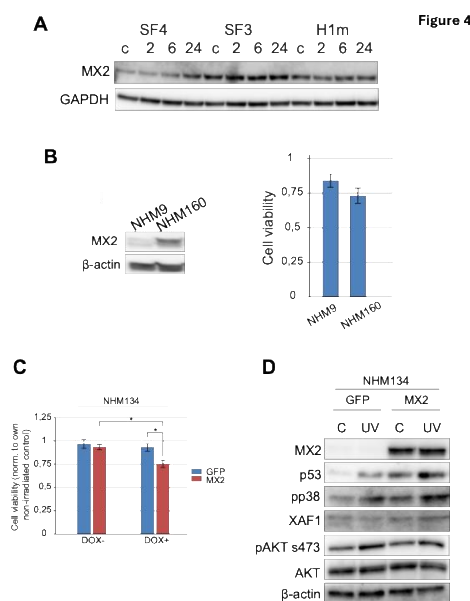 Figure 4
A
SF4 SF3 H1m
c 2 6 24 c 2 6 24 c 2 6 24
MX2
GAPDH
B
NHM9 NHM160
MX2
β-actin
Cell viability
1
0,75
0,5
0,25
0
NHM9 NHM160
C
NHM134
Cell viability (norm. to own
non-irradiated control)
1.25
1
0.75
0.5
0.25
0
* *
GFP
MX2
DOX- DOX+
D
NHM134
GFP MX2
C UV C UV
MX2
p53
pp38
XAF1
pAKT s473
AKT
β-actin